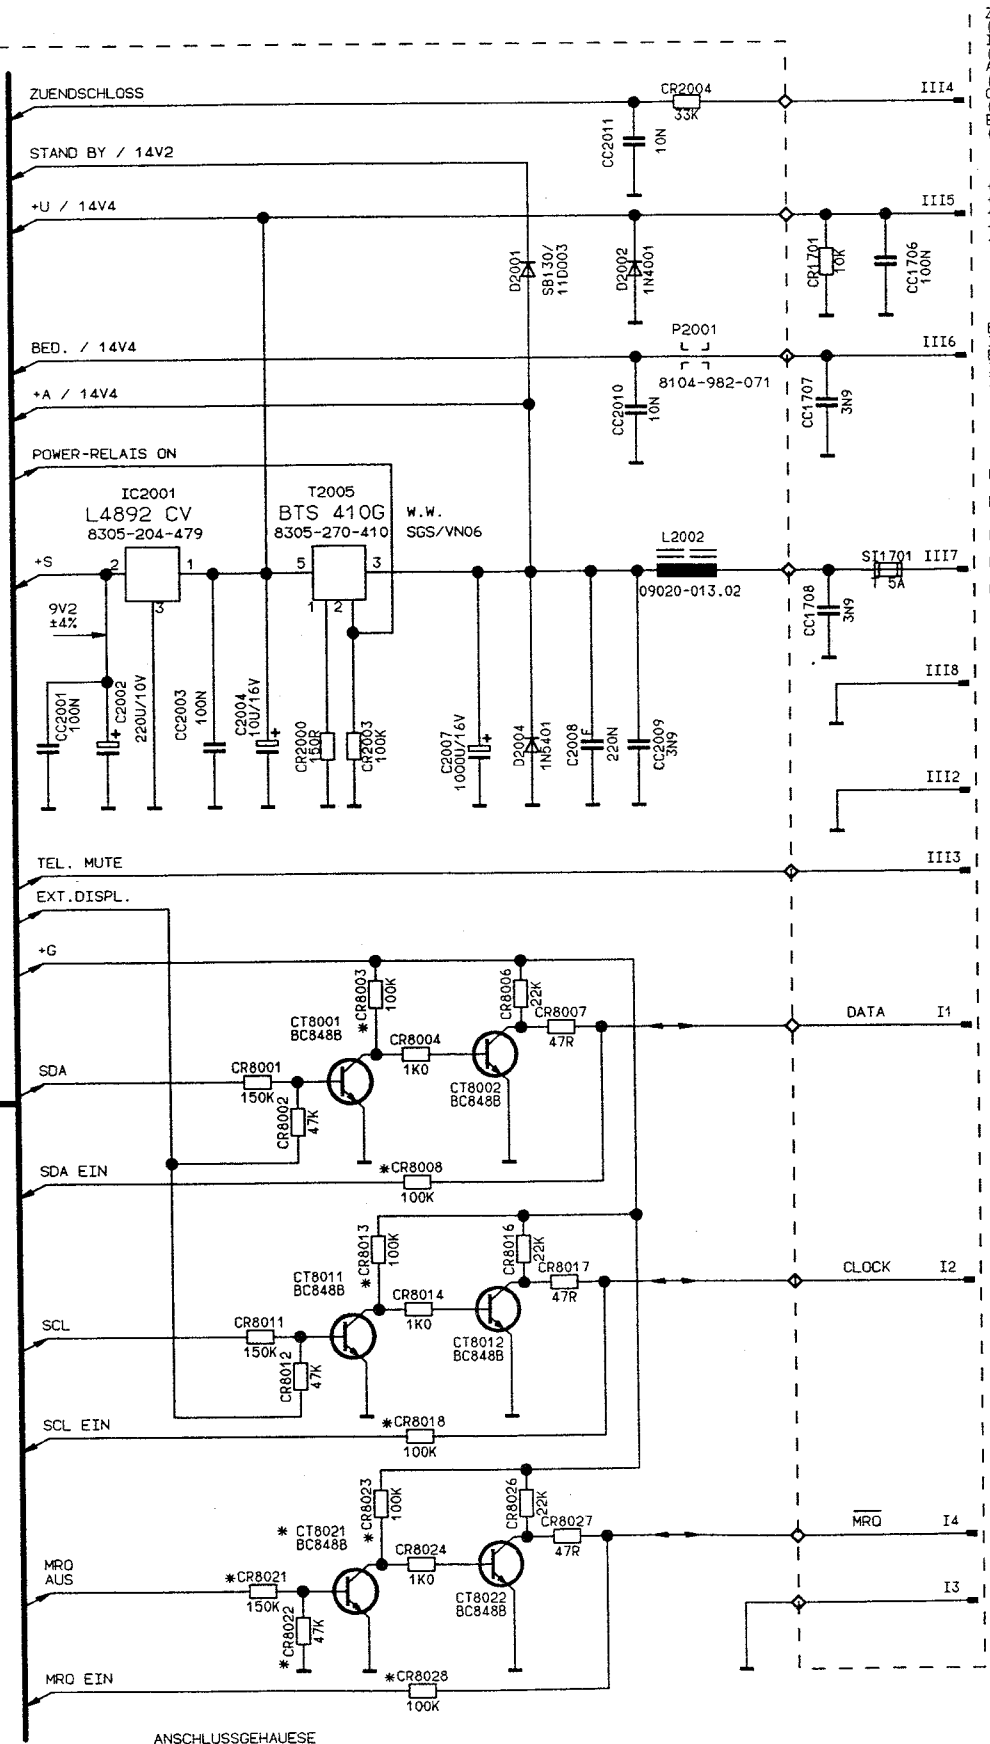 ZUENDSCHLOSS
CR2004
33K
III4
CC2011
10N
STAND BY / 14V2
+U / 14V4
III5
D2001
SB130/
11D003
D2002
1N4001
CR1701
10K
CC1706
100N
BED. / 14V4
P2001
8104-982-071
III6
CC2010
10N
CC1707
3N9
+A / 14V4
POWER-RELAIS ON
IC2001
L4892 CV
8305-204-479
T2005
BTS 410G
8305-270-410
W.W.
SGS/VN06
L2002
09020-013.02
ST1701
T 5A
III7
+S
2
1
3
5
3
1
2
9V2
±4%
CC1708
3N9
CC2001
100N
C2002
220U/10V
CC2003
100N
C2004
10U/16V
CR2000
150R
CR2003
100K
C2007
1000U/16V
D2004
1N5401
C2008
220N
CC2009
3N9
III8
III2
TEL. MUTE
III3
EXT.DISPL.
+G
*CR8003
100K
CR8006
22K
CT8001
BC848B
CR8004
1K0
CR8007
47R
DATA
I1
SDA
CR8001
150K
CR8002
47K
CT8002
BC848B
SDA EIN
*CR8008
100K
*CR8013
100K
CR8016
22K
CT8011
BC848B
CR8014
1K0
CR8017
47R
CLOCK
I2
SCL
CR8011
150K
CR8012
47K
CT8012
BC848B
SCL EIN
*CR8018
100K
*CR8023
100K
CR8026
22K
* CT8021
BC848B
CR8024
1K0
CR8027
47R
MRQ
I4
MRQ
AUS
*CR8021
150K
*CR8022
47K
CT8022
BC848B
I3
MRQ EIN
*CR8028
100K
ANSCHLUSSGEHAUESE